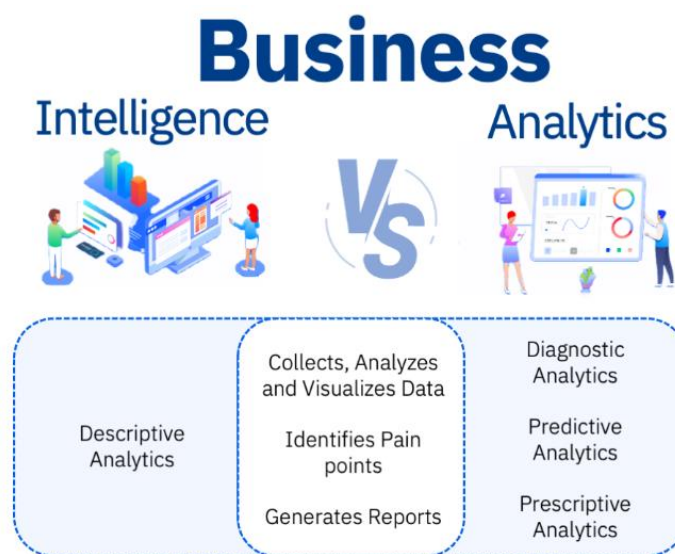 Business
Intelligence
VS
Analytics
Descriptive
Analytics
Collects, Analyzes
and Visualizes Data
Identifies Pain
points
Generates Reports
Diagnostic
Analytics
Predictive
Analytics
Prescriptive
Analytics